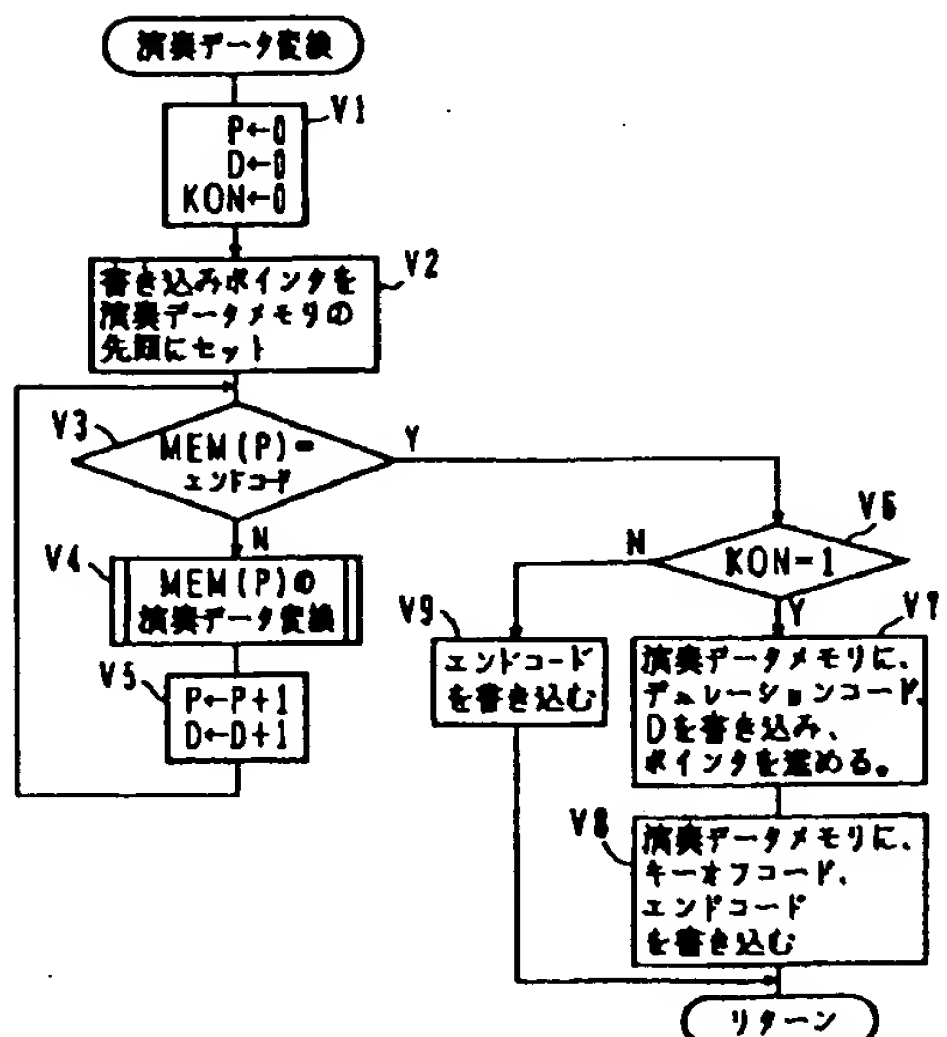 演奏データ変換
V1
P←0
D←0
KON←0
V2
書き込みポインタを
演奏データメモリの
先頭にセット
V3
MEM(P)=
エンドコード
Y
N
V4
MEM(P)の
演奏データ変換
V5
P←P+1
D←D+1
V6
KON=1
N
Y
V9
エンドコード
を書き込む
V7
演奏データメモリに、
デュレーションコード、
Dを書き込み、
ポインタを進める。
V8
演奏データメモリに、
キーオフコード、
エンドコード
を書き込む
リターン